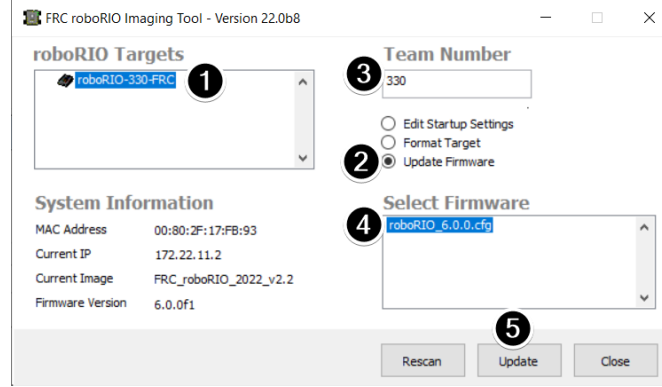 FRC roboRIO Imaging Tool - Version 22.0b8
roboRIO Targets
roboRIO-330-FRC
1
Team Number
3
330
Edit Startup Settings
Format Target
2
Update Firmware
System Information
MAC Address 00:80:2F:17:FB:93
Current IP 172.22.11.2
Current Image FRC_roboRIO_2022_v2.2
Firmware Version 6.0.0f1
Select Firmware
4
roboRIO_6.0.0.cfg
5
Rescan
Update
Close